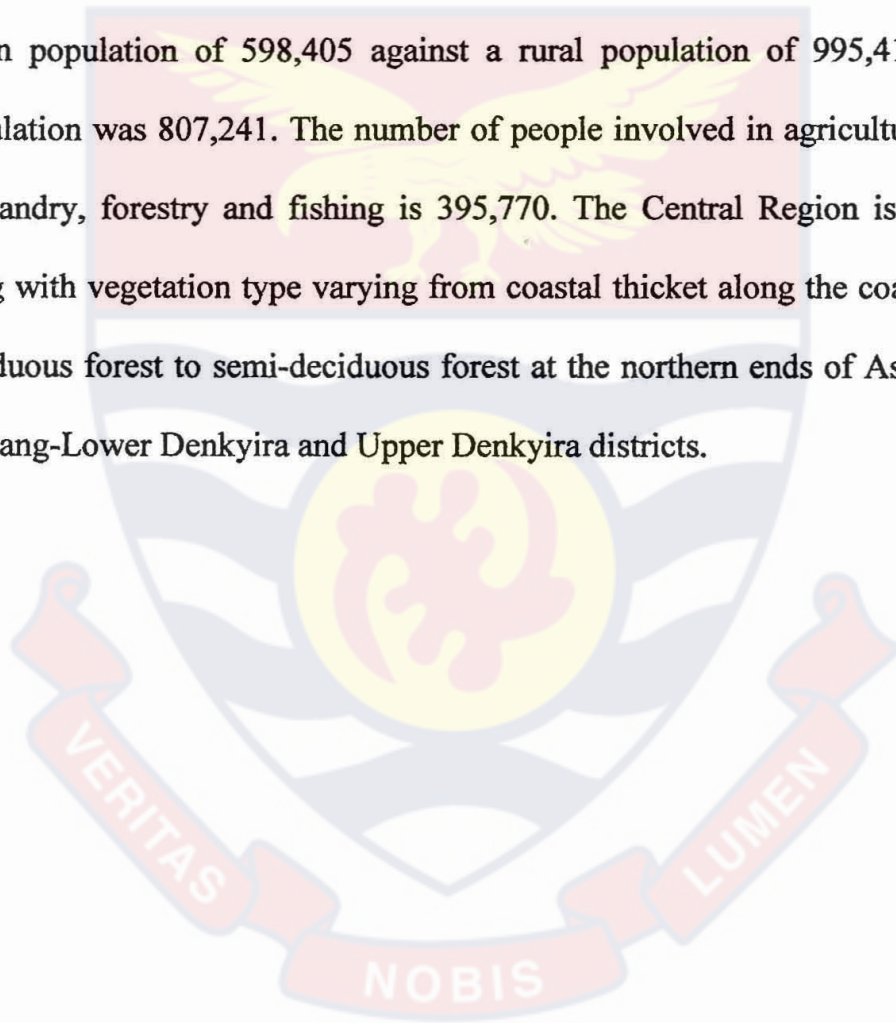 n population of 598,405 against a rural population of 995,41
ulation was 807,241. The number of people involved in agricultu
andry, forestry and fishing is 395,770. The Central Region is
g with vegetation type varying from coastal thicket along the coa
duous forest to semi-deciduous forest at the northern ends of As
ang-Lower Denkyira and Upper Denkyira districts.
VERITAS
NOBIS
LUMEN